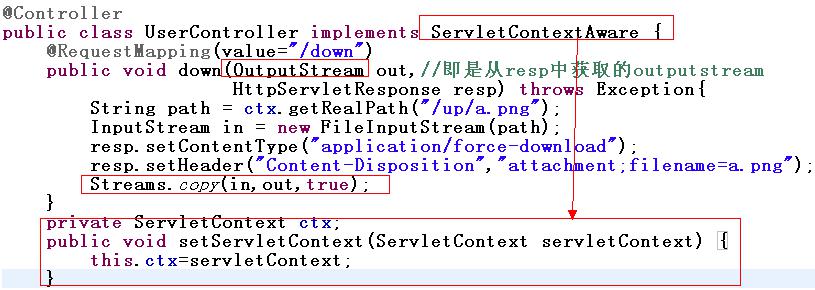 @Controller
public class UserController implements ServletContextAware {
@RequestMapping(value="/down")
public void down(OutputStream out,//即是从resp中获取的outputstream
HttpServletResponse resp) throws Exception{
String path = ctx.getRealPath("/up/a.png");
InputStream in = new FileInputStream(path);
resp.setContentType("application/force-download");
resp.setHeader("Content-Disposition","attachment;filename=a.png");
Streams.copy(in,out,true);
}
private ServletContext ctx;
public void setServletContext(ServletContext servletContext) {
this.ctx=servletContext;
}